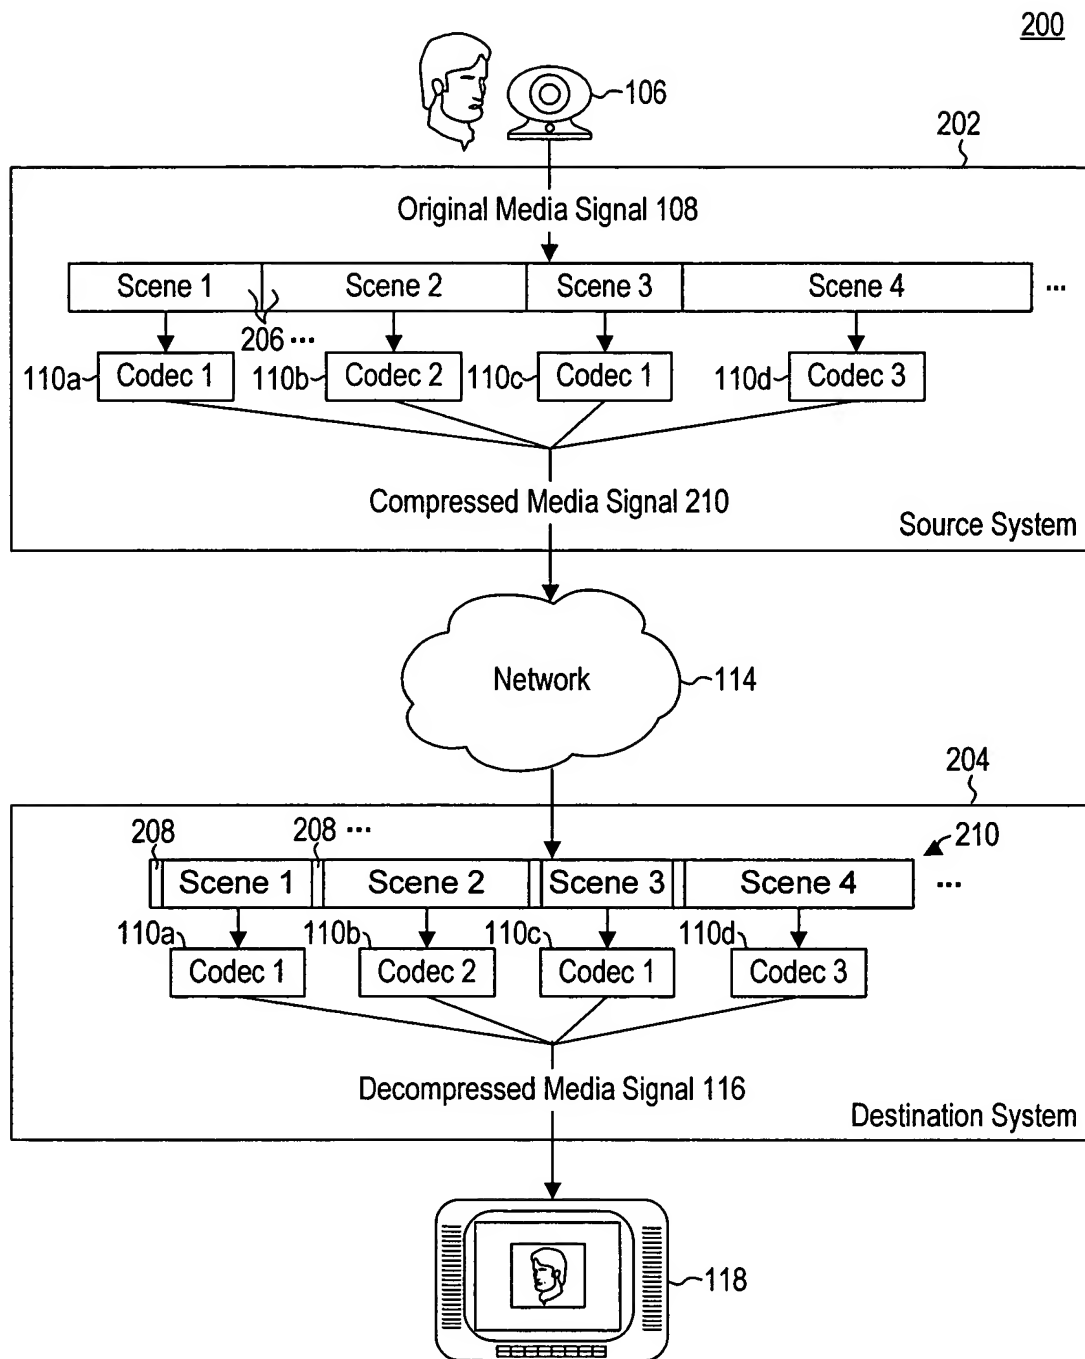 200
106
202
Original Media Signal 108
Scene 1 Scene 2 Scene 3 Scene 4 ...
206 ...
110a Codec 1 110b Codec 2 110c Codec 1 110d Codec 3
Compressed Media Signal 210
Source System
Network
114
204
208 208 ... 210
Scene 1 Scene 2 Scene 3 Scene 4 ...
110a 110b 110c 110d
Codec 1 Codec 2 Codec 1 Codec 3
Decompressed Media Signal 116
Destination System
118